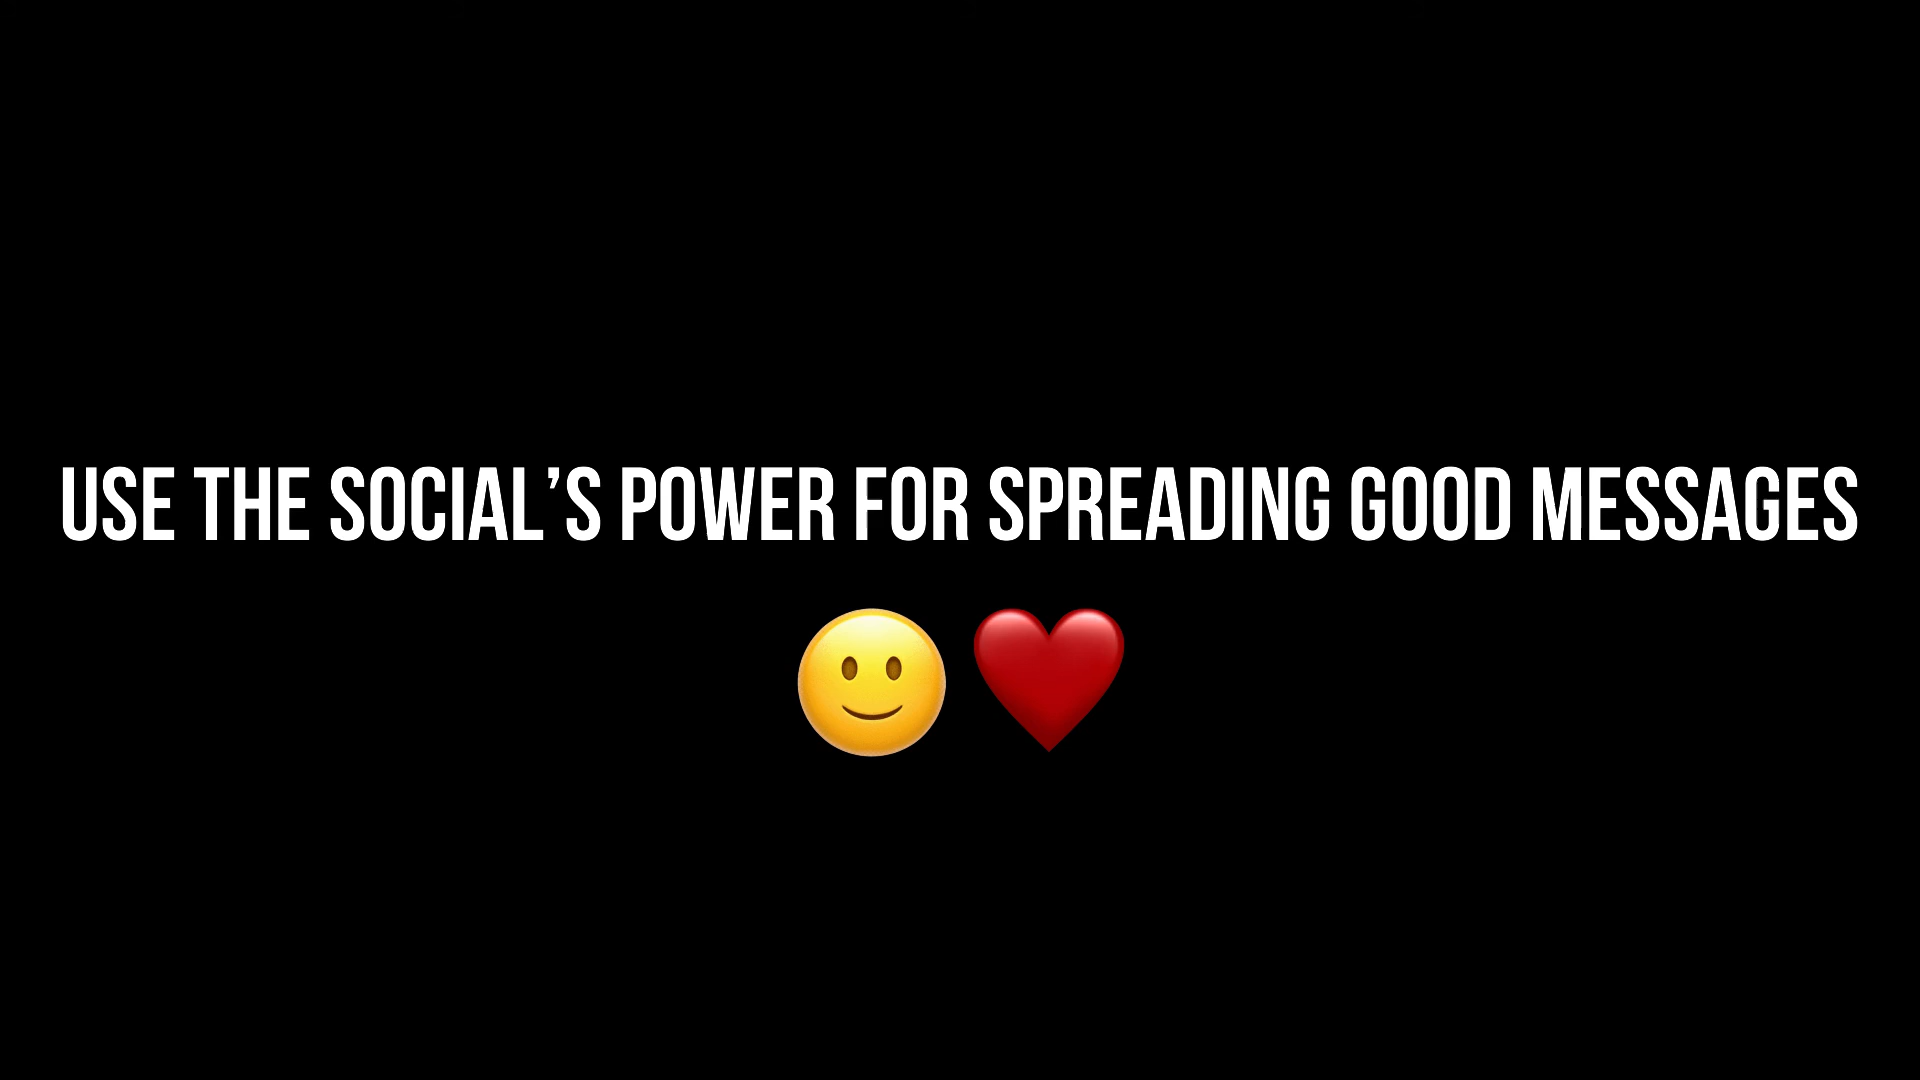 USE THE SOCIAL’S POWER FOR SPREADING GOOD MESSAGES
🙂 ❤️